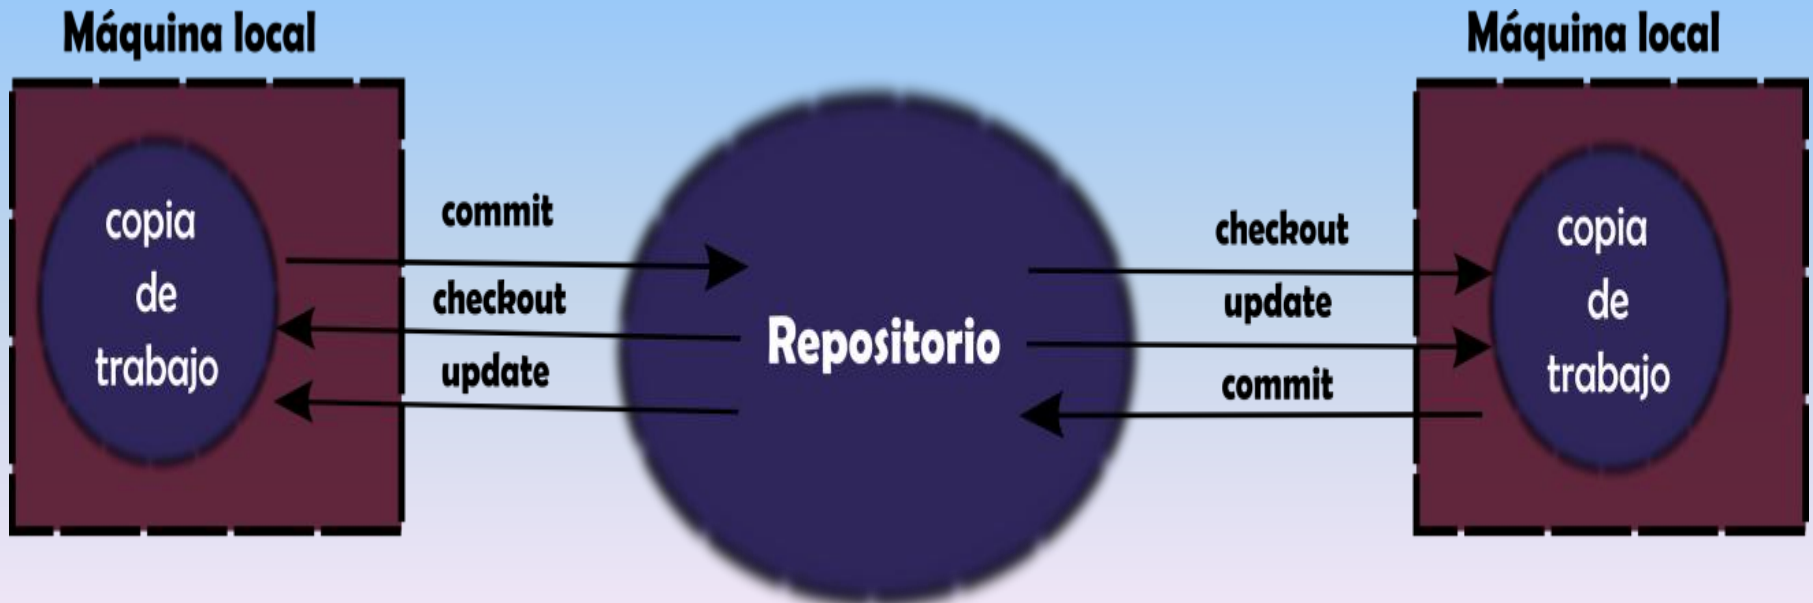 Máquina local
Máquina local
copia
de
trabajo
commit
checkout
update
Repositorio
checkout
update
commit
copia
de
trabajo